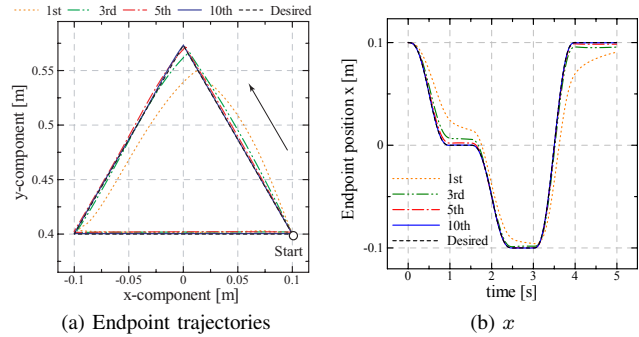 1st 3rd 5th 10th Desired
y-component [m]
0.55
0.5
0.45
0.4
-0.1 -0.05 0 0.05 0.1
Start
x-component [m]
(a) Endpoint trajectories
Endpoint position x [m]
0.1
0
-0.1
1st
3rd
5th
10th
Desired
0 1 2 3 4 5
time [s]
(b) x